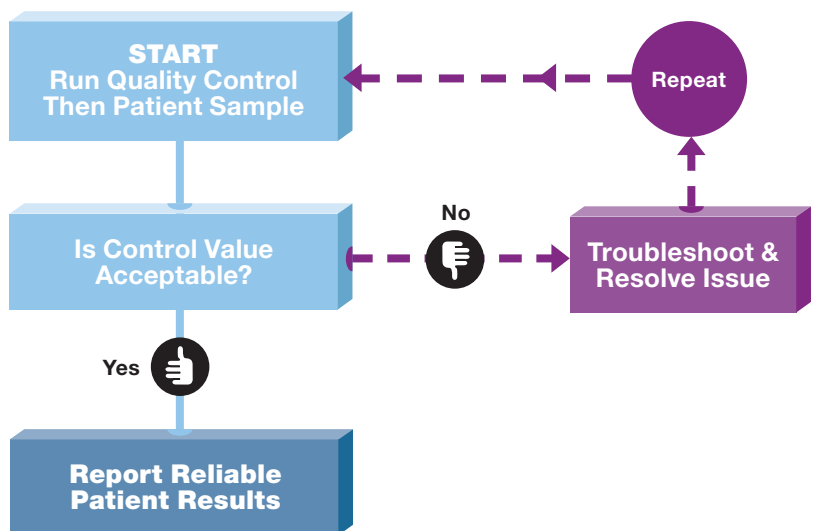 START
Run Quality Control
Then Patient Sample
Repeat
Is Control Value
Acceptable?
No
Troubleshoot &
Resolve Issue
Yes
Report Reliable
Patient Results